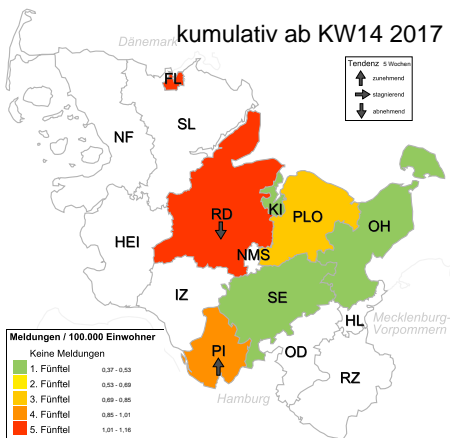 kumulativ ab KW14 2017
Dänemark
Tendenz 5 Wochen
zunehmend
stagnierend
abnehmend
FL
SL
NF
KI
RD
PLO
OH
HEI
NMS
IZ
SE
HL
Mecklenburg-
Vorpommern
PI
OD
RZ
Hamburg
Meldungen / 100.000 Einwohner
Keine Meldungen
1. Fünftel 0,37 - 0,53
2. Fünftel 0,53 - 0,69
3. Fünftel 0,69 - 0,85
4. Fünftel 0,85 - 1,01
5. Fünftel 1,01 - 1,16